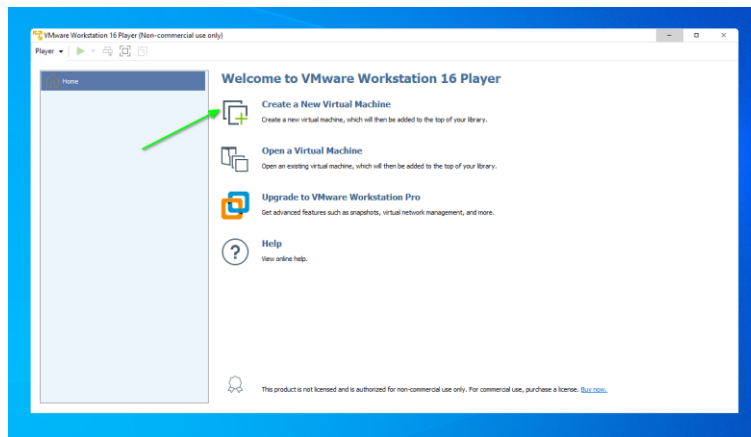 VMware Workstation 16 Player (Non-commercial use only)
Player
Home
Welcome to VMware Workstation 16 Player
Create a New Virtual Machine
Create a new virtual machine, which will then be added to the top of your library.
Open a Virtual Machine
Open an existing virtual machine, which will then be added to the top of your library.
Upgrade to VMware Workstation Pro
Get advanced features such as snapshots, virtual network management, and more.
Help
View online help.
This product is not licensed and is authorized for non-commercial use only. For commercial use, purchase a license. Buy now.